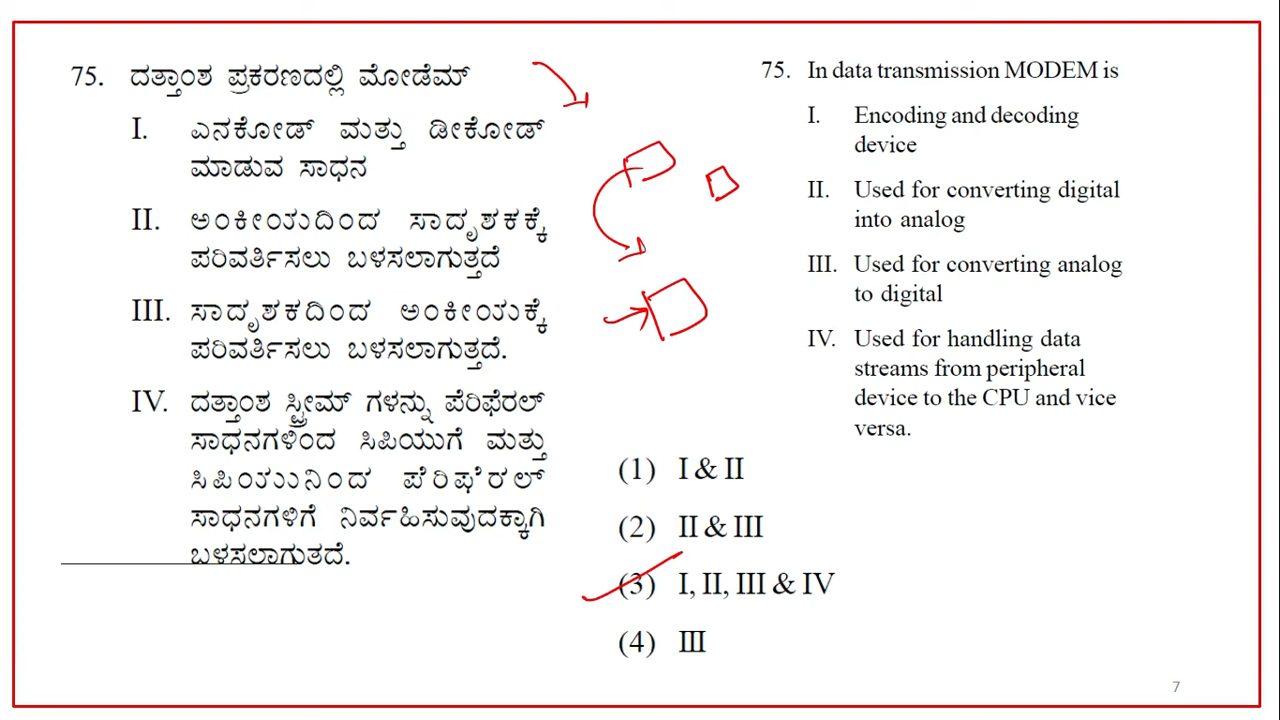 75. ದತ್ತಾಂಶ ಪ್ರಕರಣದಲ್ಲಿ ಮೋಡೆಮ್
I. ಎನಕೋಡ್ ಮತ್ತು ಡೀಕೋಡ್
ಮಾಡುವ ಸಾಧನ
II. ಅಂಕೀಯದಿಂದ ಸಾದೃಶಕಕ್ಕೆ
ಪರಿವರ್ತಿಸಲು ಬಳಸಲಾಗುತ್ತದೆ
III. ಸಾದೃಶಕದಿಂದ ಅಂಕೀಯಕ್ಕೆ
ಪರಿವರ್ತಿಸಲು ಬಳಸಲಾಗುತ್ತದೆ.
IV. ದತ್ತಾಂಶ ಸ್ಟ್ರೀಮ್ ಗಳನ್ನು ಪೆರಿಫೆರಲ್
ಸಾಧನಗಳಿಂದ ಸಿಪಿಯುಗೆ ಮತ್ತು
ಸಿಪಿಯುನಿಂದ ಪೆರಿಫೆರಲ್
ಸಾಧನಗಳಿಗೆ ನಿರ್ವಹಿಸುವುದಕ್ಕಾಗಿ
ಬಳಸಲಾಗುತದೆ.
75. In data transmission MODEM is
I. Encoding and decoding
device
II. Used for converting digital
into analog
III. Used for converting analog
to digital
IV. Used for handling data
streams from peripheral
device to the CPU and vice
versa.
(1) I & II
(2) II & III
(3) I, II, III & IV
(4) III
7